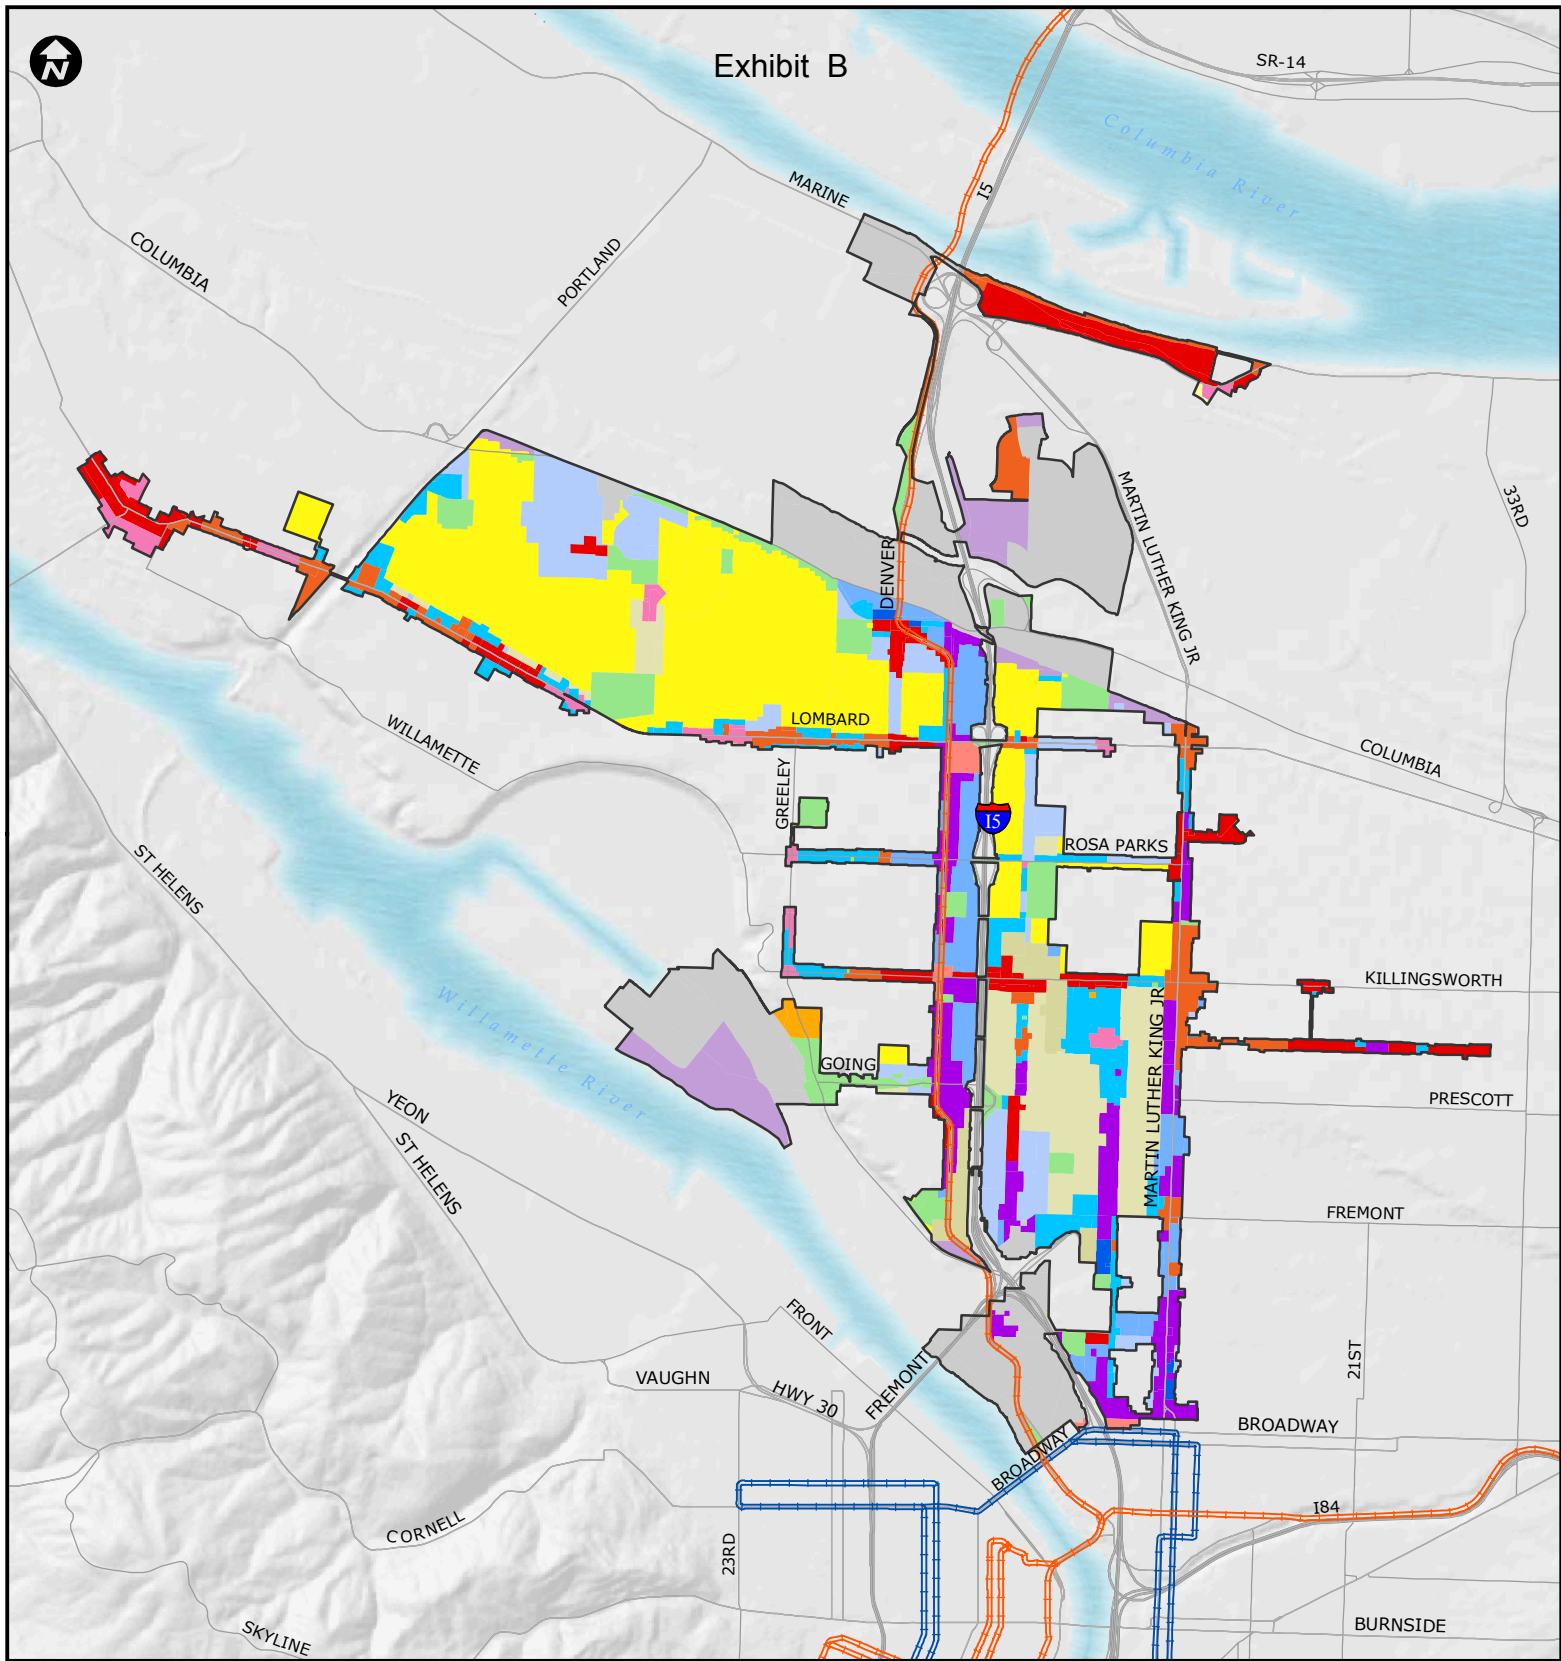 Exhibit B
N
SR-14
Columbia River
MARINE
I5
COLUMBIA
PORTLAND
33RD
MARTIN LUTHER KING JR
DENVER
LOMBARD
WILLAMETTE
COLUMBIA
GREELEY
I5
ROSA PARKS
ST HELENS
KILLINGSWORTH
Willamette River
GOING
MARTIN LUTHER KING JR
PRESCOTT
YEON
ST HELENS
FREMONT
FRONT
21ST
VAUGHN
HWY 30
FREMONT
BROADWAY
BROADWAY
I84
CORNELL
23RD
BURNSIDE
SKYLINE